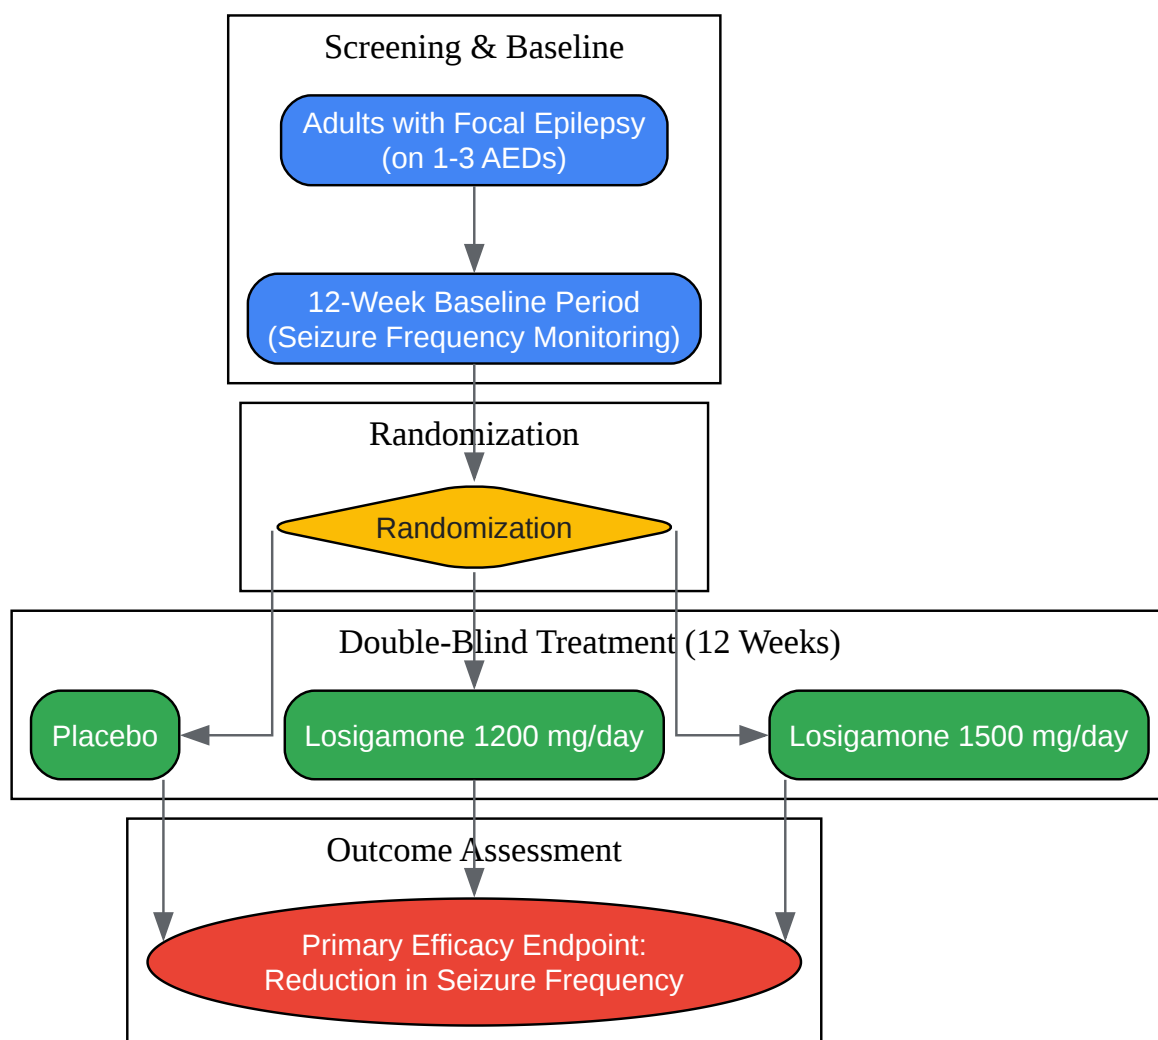 Screening & Baseline
Adults with Focal Epilepsy
(on 1-3 AEDs)
12-Week Baseline Period
(Seizure Frequency Monitoring)
Randomization
Randomization
Double-Blind Treatment (12 Weeks)
Placebo
Losigamone 1200 mg/day
Losigamone 1500 mg/day
Outcome Assessment
Primary Efficacy Endpoint:
Reduction in Seizure Frequency